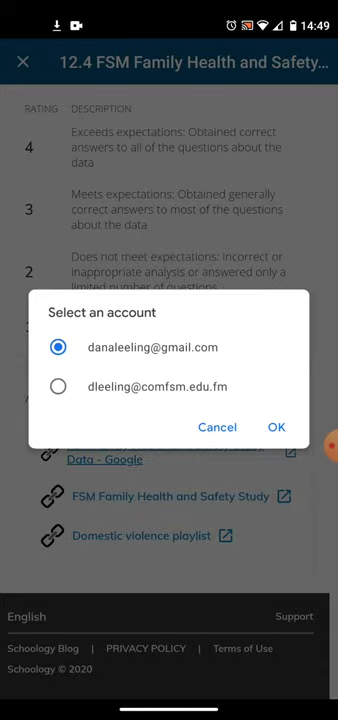 14:49
12.4 FSM Family Health and Safety...
RATING DESCRIPTION
4 Exceeds expectations: Obtained correct
answers to all of the questions about the
data
3 Meets expectations: Obtained generally
correct answers to most of the questions
about the data
2 Does not meet expectations: Incorrect or
inappropriate analysis or answered only a
limited number of questions
Select an account
danaleeling@gmail.com
dleeling@comfsm.edu.fm
Cancel OK
Data - Google
FSM Family Health and Safety Study
Domestic violence playlist
English Support
Schoology Blog | PRIVACY POLICY | Terms of Use
Schoology © 2020